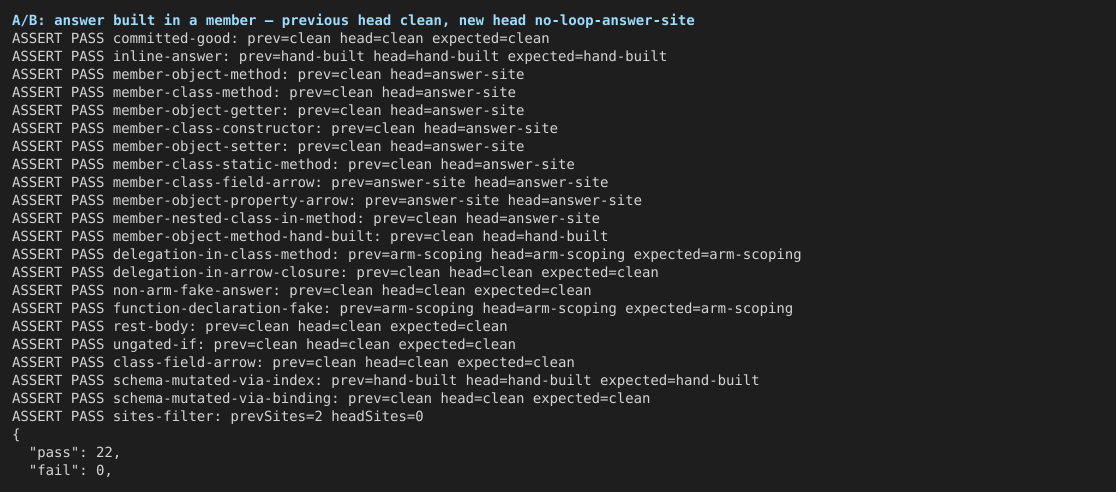 A/B: answer built in a member — previous head clean, new head no-loop-answer-site
ASSERT PASS committed-good: prev=clean head=clean expected=clean
ASSERT PASS inline-answer: prev=hand-built head=hand-built expected=hand-built
ASSERT PASS member-object-method: prev=clean head=answer-site
ASSERT PASS member-class-method: prev=clean head=answer-site
ASSERT PASS member-object-getter: prev=clean head=answer-site
ASSERT PASS member-class-constructor: prev=clean head=answer-site
ASSERT PASS member-object-setter: prev=clean head=answer-site
ASSERT PASS member-class-static-method: prev=clean head=answer-site
ASSERT PASS member-class-field-arrow: prev=answer-site head=answer-site
ASSERT PASS member-object-property-arrow: prev=answer-site head=answer-site
ASSERT PASS member-nested-class-in-method: prev=clean head=answer-site
ASSERT PASS member-object-method-hand-built: prev=clean head=hand-built
ASSERT PASS delegation-in-class-method: prev=arm-scoping head=arm-scoping expected=arm-scoping
ASSERT PASS delegation-in-arrow-closure: prev=clean head=clean expected=clean
ASSERT PASS non-arm-fake-answer: prev=clean head=clean expected=clean
ASSERT PASS function-declaration-fake: prev=arm-scoping head=arm-scoping expected=arm-scoping
ASSERT PASS rest-body: prev=clean head=clean expected=clean
ASSERT PASS ungated-if: prev=clean head=clean expected=clean
ASSERT PASS class-field-arrow: prev=clean head=clean expected=clean
ASSERT PASS schema-mutated-via-index: prev=hand-built head=hand-built expected=hand-built
ASSERT PASS schema-mutated-via-binding: prev=clean head=clean expected=clean
ASSERT PASS sites-filter: prevSites=2 headSites=0
{
  "pass": 22,
  "fail": 0,